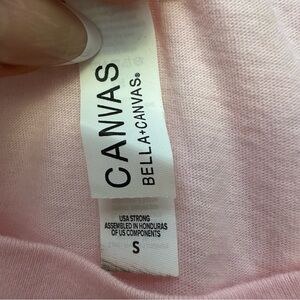 CANVAS
BELLA+CANVAS®
USA STRONG
ASSEMBLED IN HONDURAS
OF US COMPONENTS
S